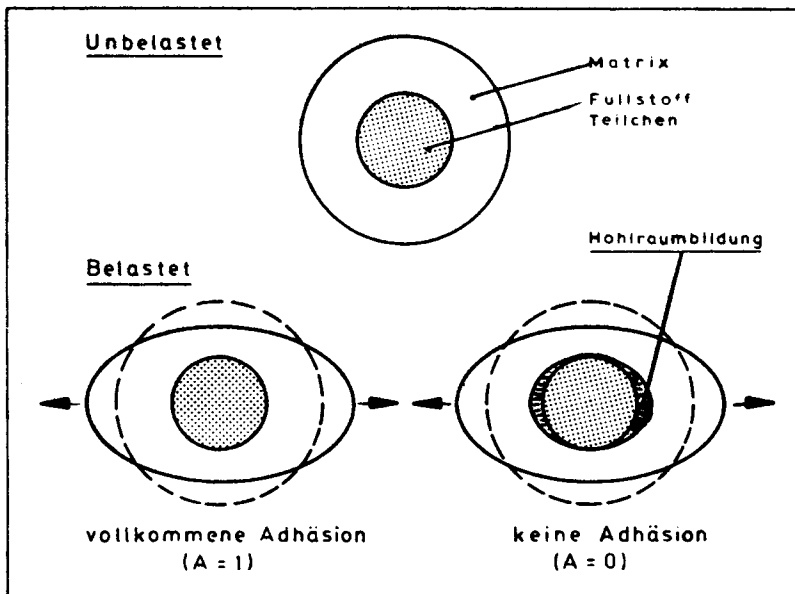 Unbelastet
Matrix
Fullstoff
Teilchen
Hohlraumbildung
Belastet
vollkommene Adhäsion
(A = 1)
keine Adhäsion
(A = 0)